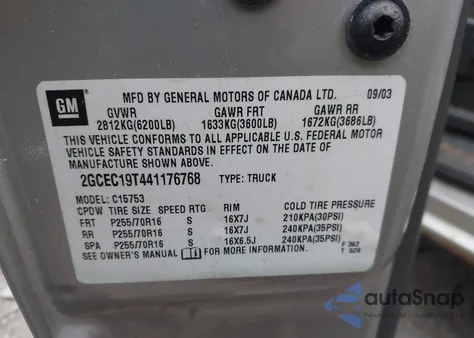 GM
MFD BY GENERAL MOTORS OF CANADA LTD. 09/03
GVWR GAWR FRT GAWR RR
2812KG(6200LB) 1633KG(3600LB) 1672KG(3686LB)
THIS VEHICLE CONFORMS TO ALL APPLICABLE U.S. FEDERAL MOTOR
VEHICLE SAFETY STANDARDS IN EFFECT ON THE DATE OF
MANUFACTURE SHOWN ABOVE.
2GCEC19T441176768 TYPE: TRUCK
MODEL: C15753
CPDW TIRE SIZE SPEED RTG RIM COLD TIRE PRESSURE
FRT P255/70R16 S 16X7J 210KPA(30PSI)
RR P255/70R16 S 16X7J 240KPA(35PSI)
SPA P255/70R16 S 16X6.5J 240KPA(35PSI)
SEE OWNER'S MANUAL FOR MORE INFORMATION
F 362
T 520
autoSnap